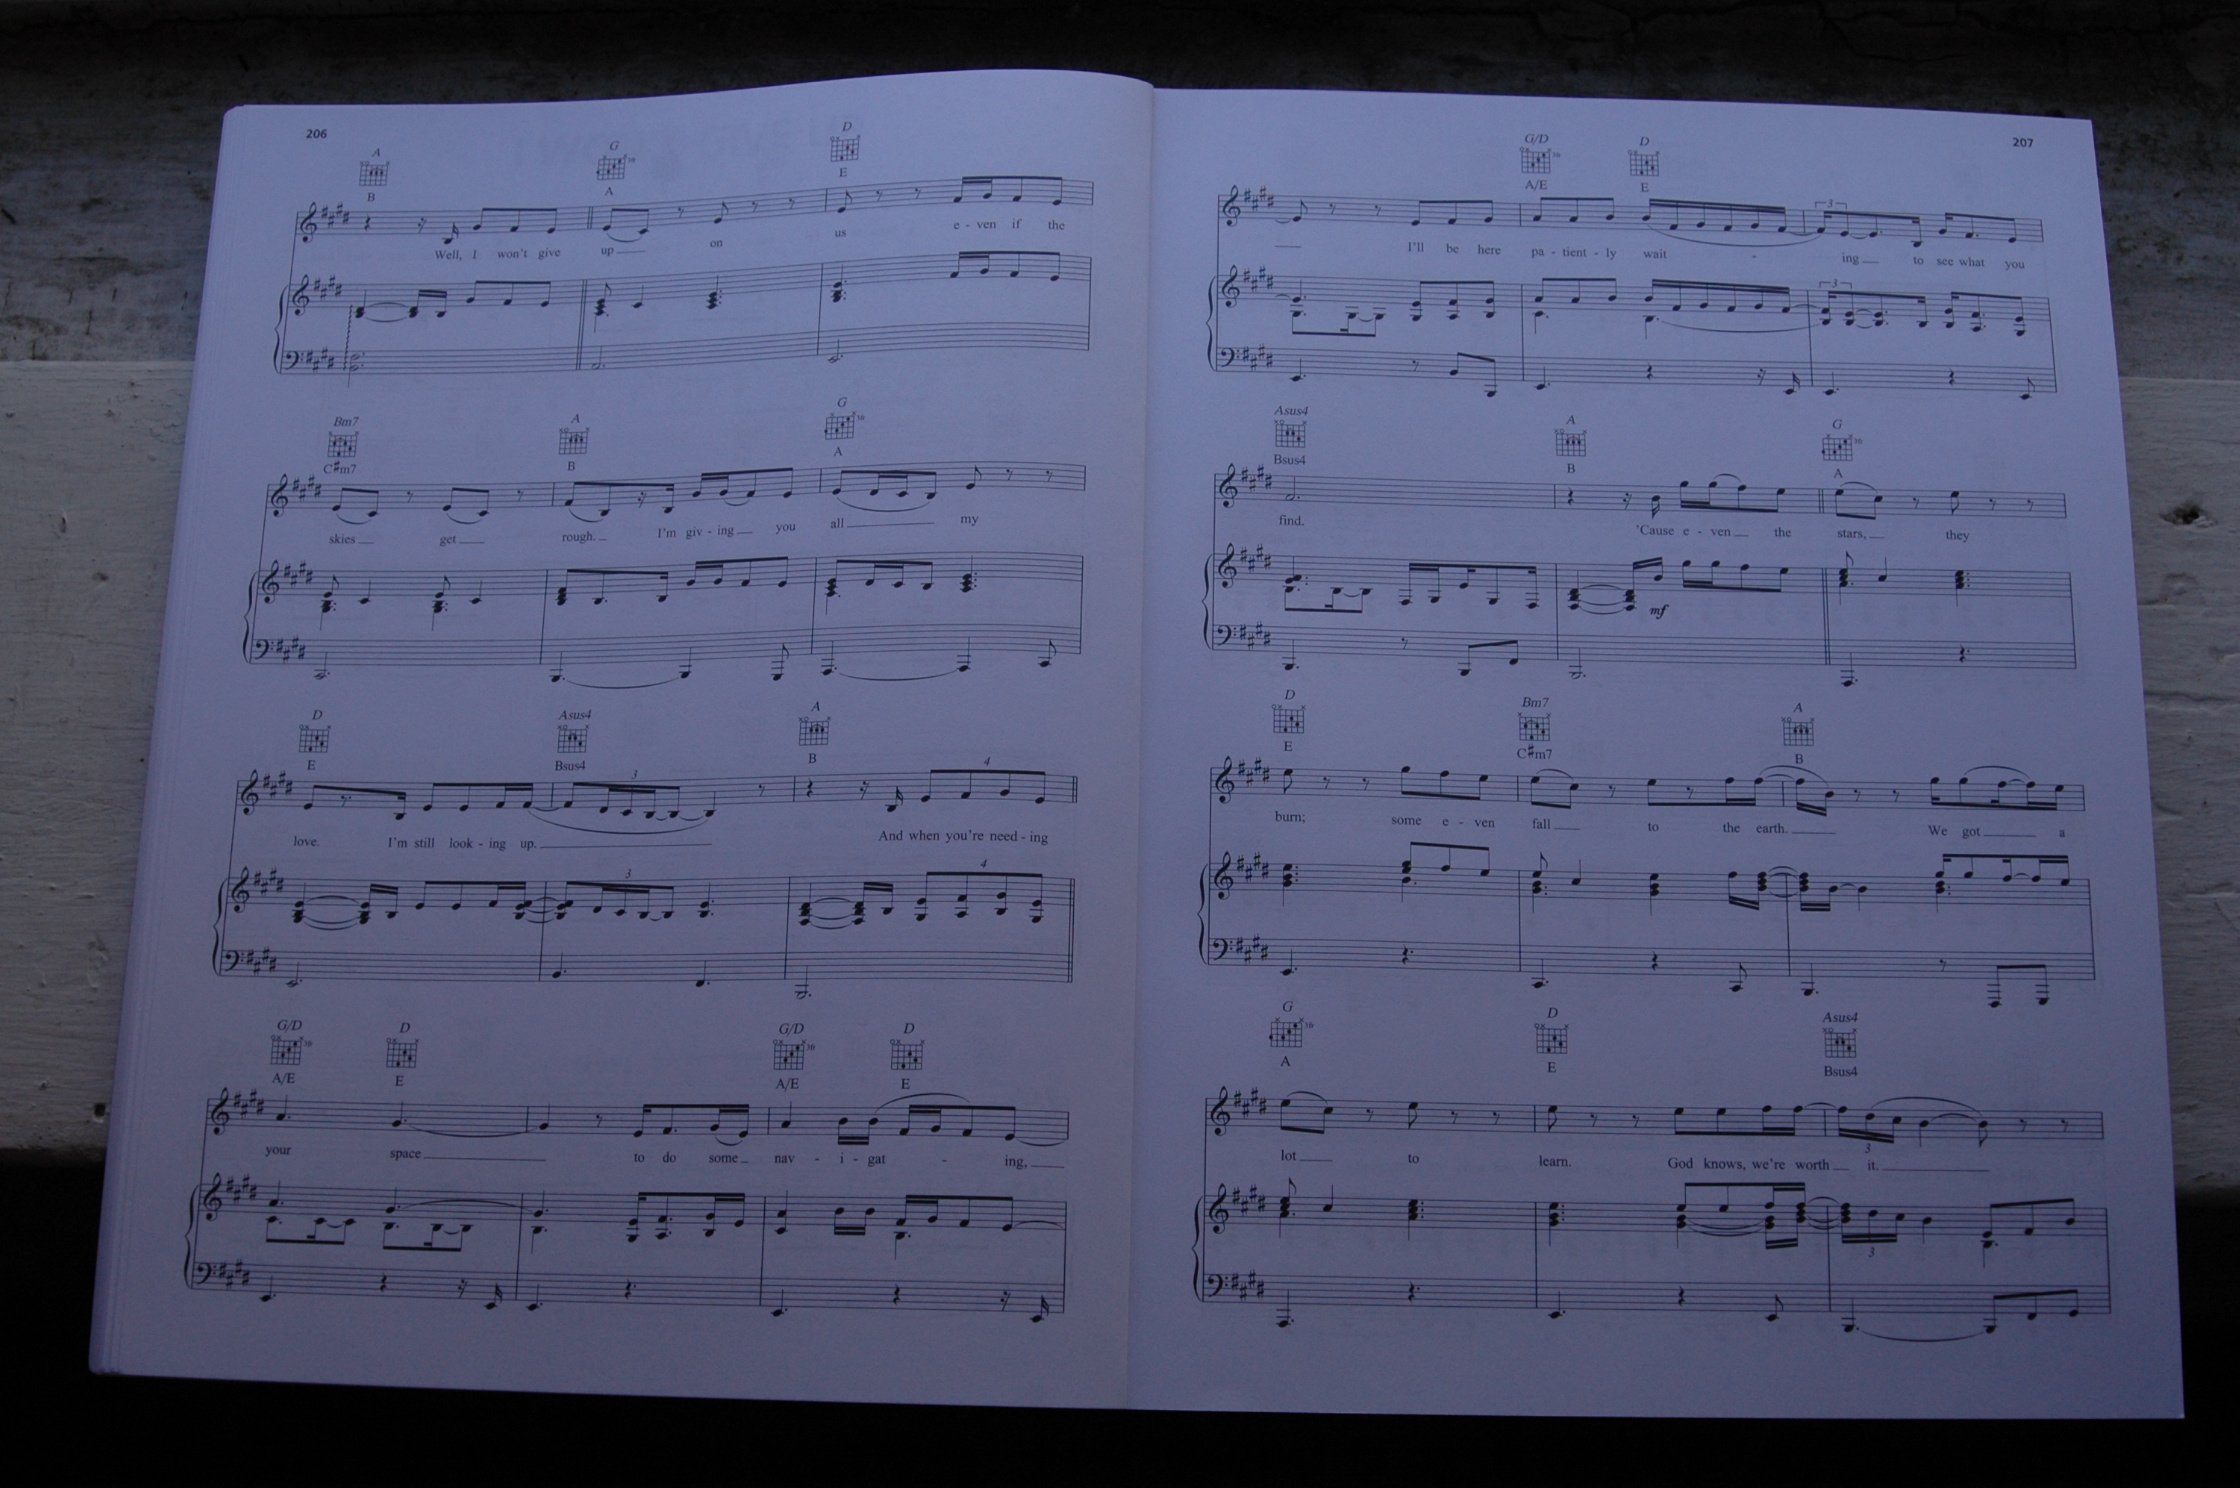 206
A G D
B A E
Well, I won't give up on us e - ven if the
Bm7 A G
C♯m7 B A
skies get rough. I'm giv - ing you all my
D Asus4 A
E Bsus4 B
3 4
love. I'm still look - ing up. And when you're need - ing
3 4
G/D D G/D D
A/E E A/E E
your space to do some nav - i - gat - ing,
207
G/D D
A/E E
3
I'll be here pa - tient - ly wait - ing to see what you
3
Asus4 A G
Bsus4 B A
find. 'Cause e - ven the stars, they
mf
D Bm7 A
E C♯m7 B
burn; some e - ven fall to the earth. We got a
G D Asus4
A E Bsus4
3
lot to learn. God knows, we're worth it.
3